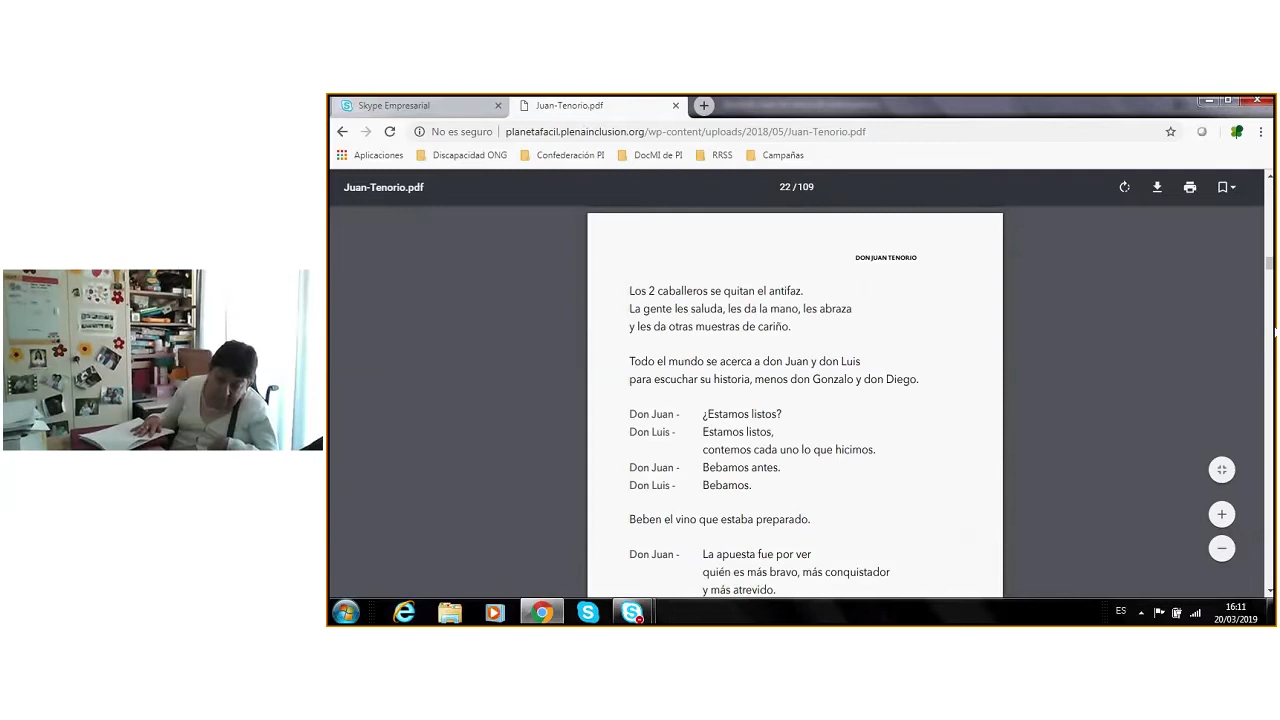 Skype Empresarial
Juan-Tenorio.pdf
No es seguro
planetafacil.plenainclusion.org/wp-content/uploads/2018/05/Juan-Tenorio.pdf
Aplicaciones
Discapacidad ONG
Confederación PI
DocMI de PI
RRSS
Campañas
Juan-Tenorio.pdf
22 / 109
DON JUAN TENORIO
Los 2 caballeros se quitan el antifaz.
La gente les saluda, les da la mano, les abraza
y les da otras muestras de cariño.
Todo el mundo se acerca a don Juan y don Luis
para escuchar su historia, menos don Gonzalo y don Diego.
Don Juan - ¿Estamos listos?
Don Luis - Estamos listos,
contemos cada uno lo que hicimos.
Don Juan - Bebamos antes.
Don Luis - Bebamos.
Beben el vino que estaba preparado.
Don Juan - La apuesta fue por ver
quién es más bravo, más conquistador
y más atrevido.
ES
16:11
20/03/2019